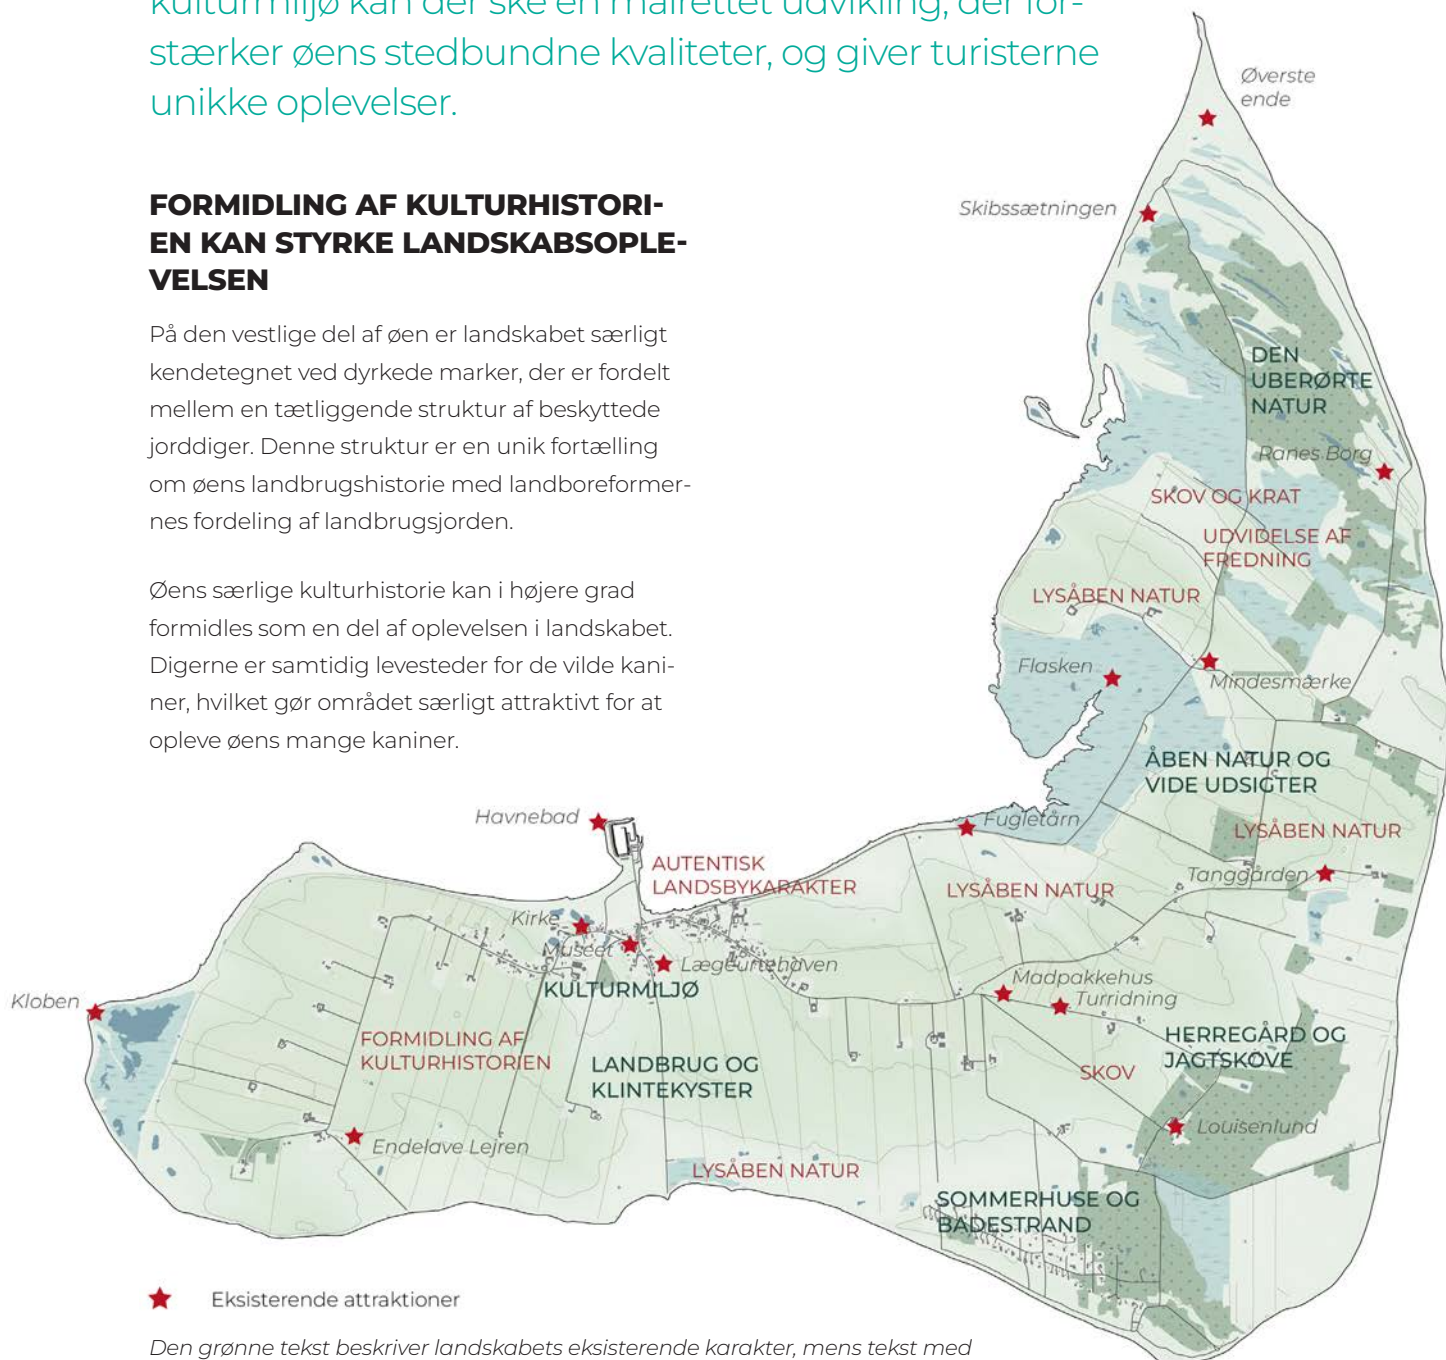 kulturmiljø kan der ske en målrettet udvikling, der for-
stærker øens stedbundne kvaliteter, og giver turisterne
unikke oplevelser.
FORMIDLING AF KULTURHISTORI-
EN KAN STYRKE LANDSKABSOPLE-
VELSEN
På den vestlige del af øen er landskabet særligt
kendetegnet ved dyrkede marker, der er fordelt
mellem en tætliggende struktur af beskyttede
jorddiger. Denne struktur er en unik fortælling
om øens landbrugshistorie med landboreformer-
nes fordeling af landbrugsjorden.
Øens særlige kulturhistorie kan i højere grad
formidles som en del af oplevelsen i landskabet.
Digerne er samtidig levesteder for de vilde kani-
ner, hvilket gør området særligt attraktivt for at
opleve øens mange kaniner.
Øverste
ende
Skibssætningen
DEN
UBERØRTE
NATUR
Ranes Borg
SKOV OG KRAT
UDVIDELSE AF
FREDNING
LYSÅBEN NATUR
Flasken
Mindesmærke
ÅBEN NATUR OG
VIDE UDSIGTER
Havnebad
Fugletårn
LYSÅBEN NATUR
AUTENTISK
LANDSBYKARAKTER
LYSÅBEN NATUR
Tanggården
Kirke
Museet
Lægeurtehaven
KULTURMILJØ
Madpakkehus
Turridning
Kloben
FORMIDLING AF
KULTURHISTORIEN
LANDBRUG OG
KLINTEKYSTER
HERREGÅRD OG
JAGTSKOVE
SKOV
Louisenlund
Endelave Lejren
LYSÅBEN NATUR
SOMMERHUSE OG
BADESTRAND
Eksisterende attraktioner
Den grønne tekst beskriver landskabets eksisterende karakter, mens tekst med